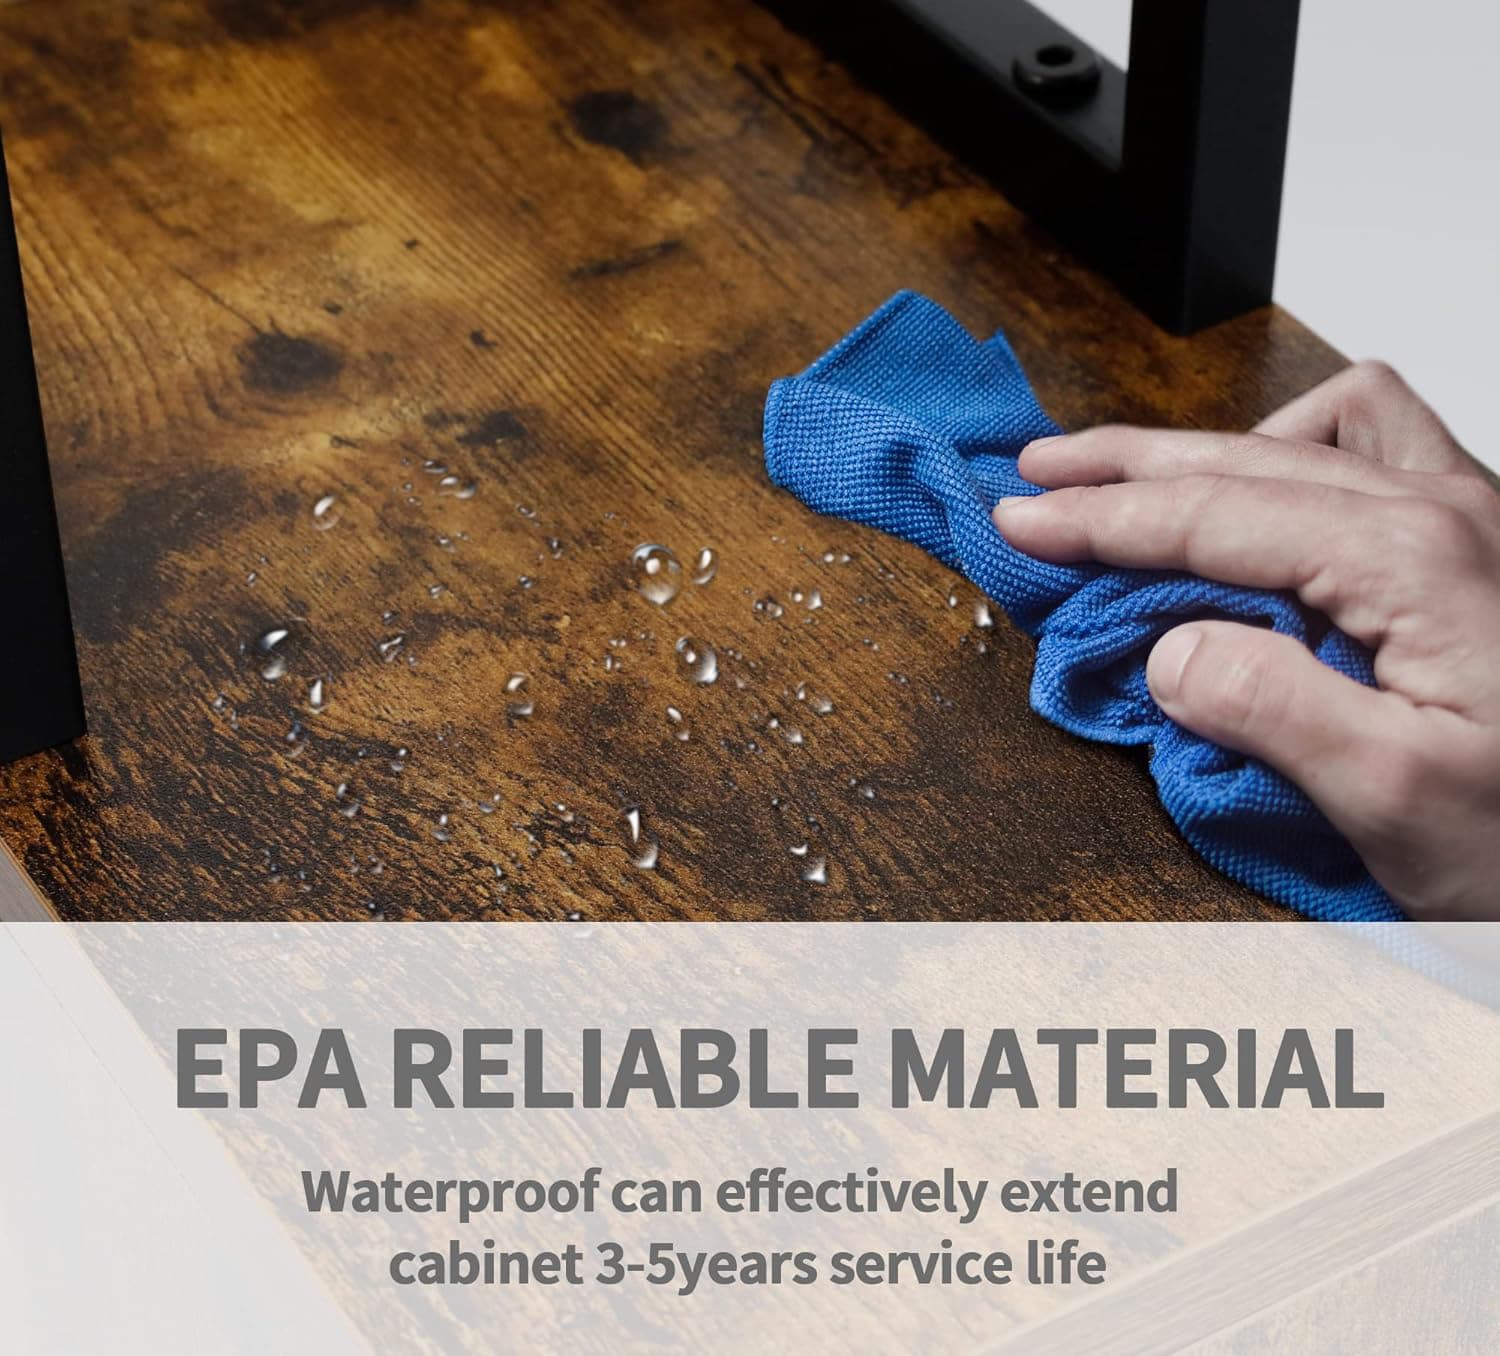 EPA RELIABLE MATERIAL
Waterproof can effectively extend
cabinet 3-5years service life